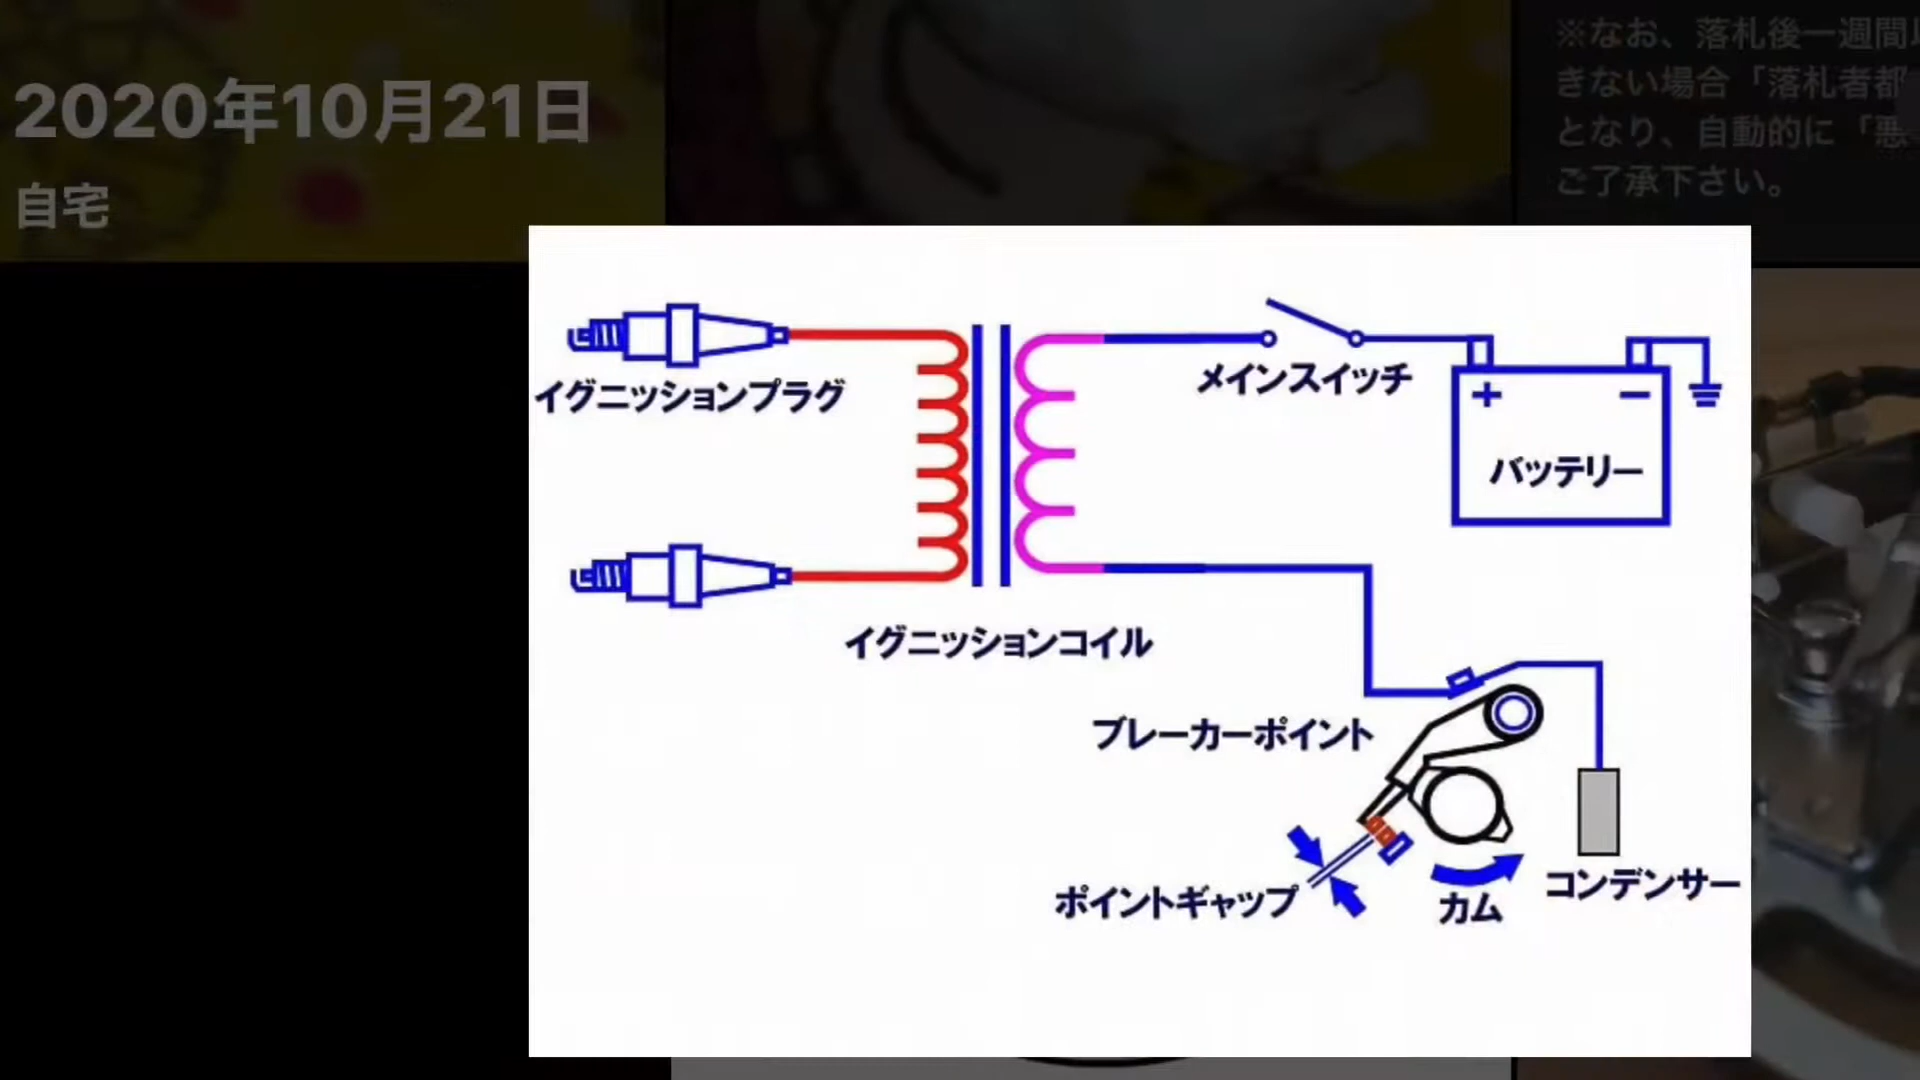 2020年10月21日
自宅
※なお、落札後一週間
きない場合「落札者都
となり、自動的に「悪
ご了承下さい。
イグニッションプラグ
メインスイッチ
+ −
バッテリー
イグニッションコイル
ブレーカーポイント
ポイントギャップ
カム
コンデンサー